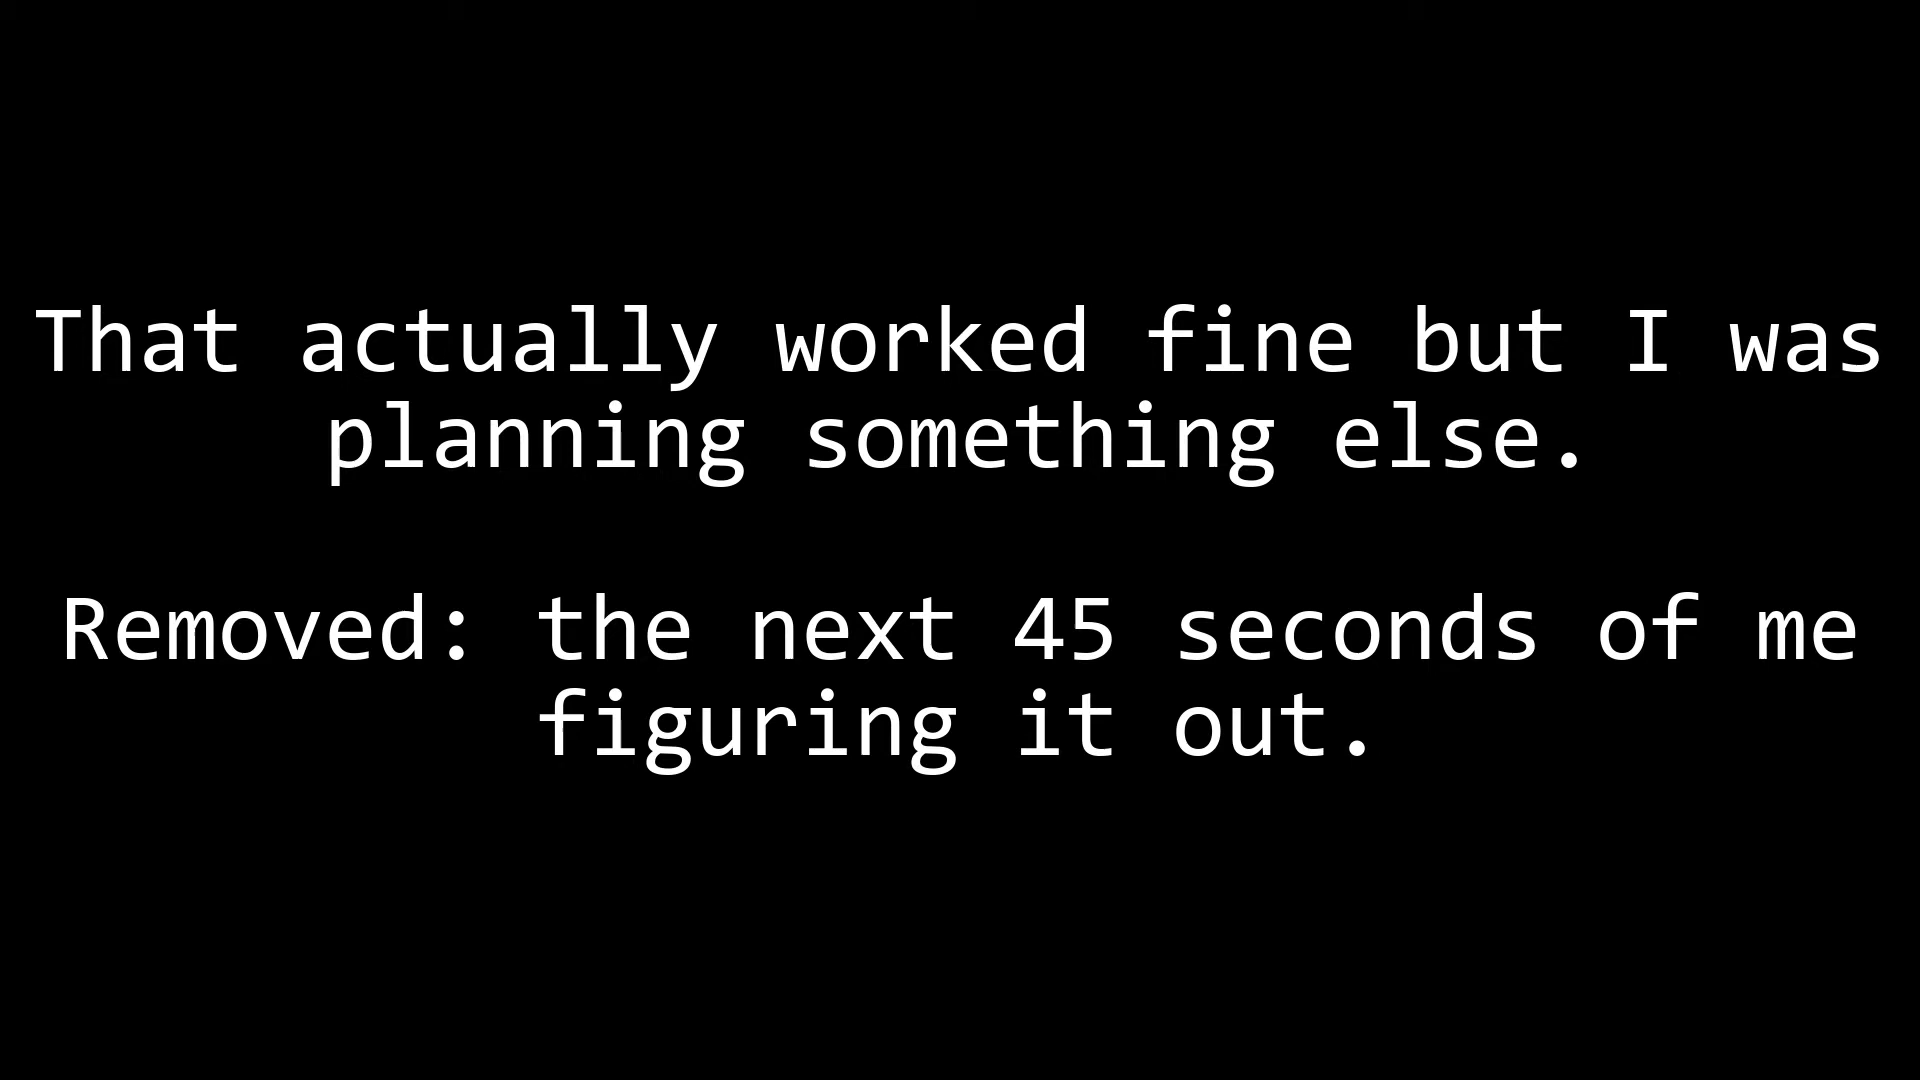 That actually worked fine but I was
planning something else.
Removed: the next 45 seconds of me
figuring it out.